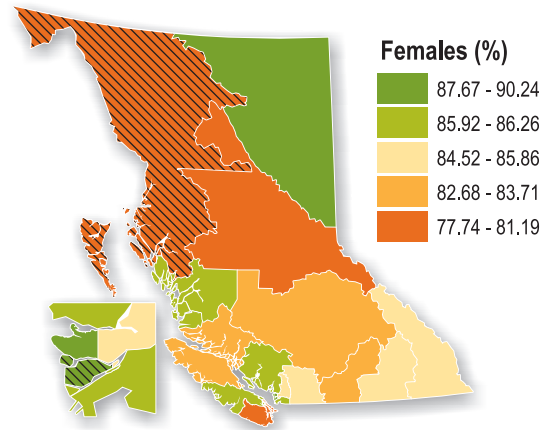 Females (%)
87.67 - 90.24
85.92 - 86.26
84.52 - 85.86
82.68 - 83.71
77.74 - 81.19